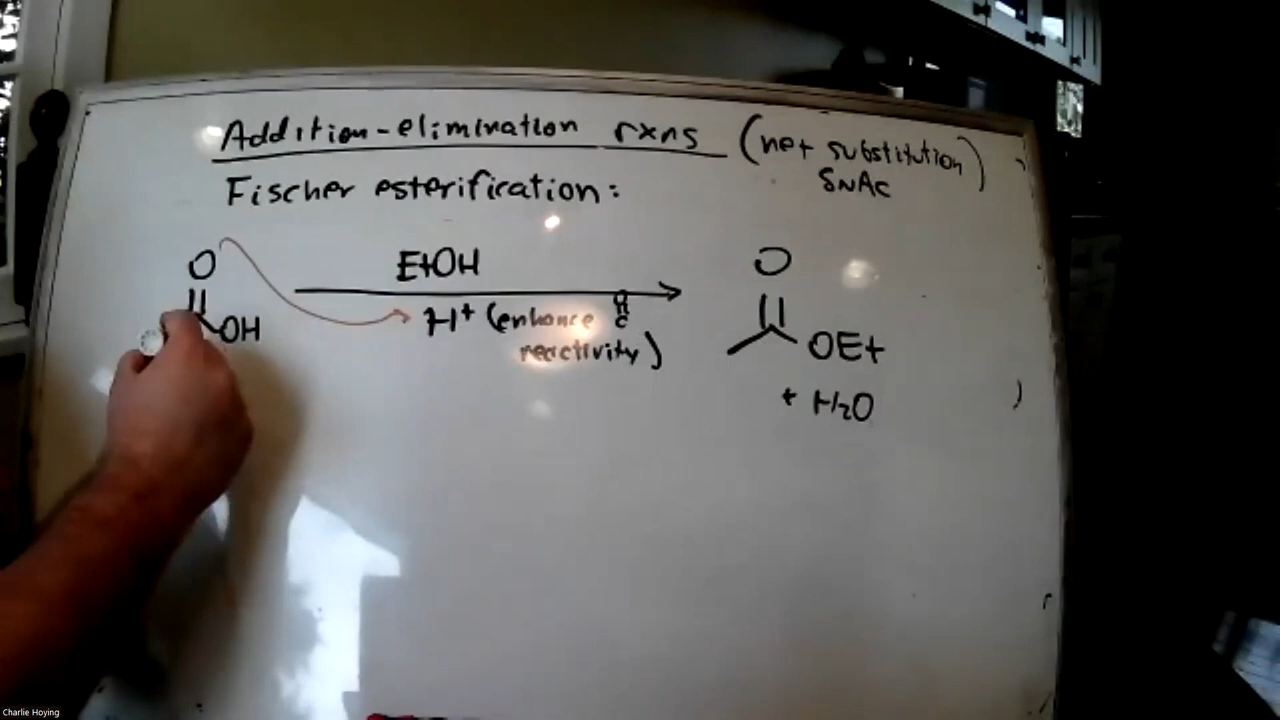 Addition-elimination rxns (net substitution)
SNAC
Fischer esterification:
O
EtOH
O
OH
H+ (enhance
C
reactivity)
OEt
+ H2O
Charlie Hoying